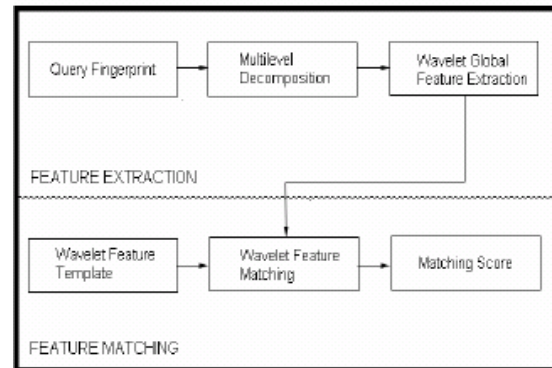 Query Fingerprint
Multilevel
Decomposition
Wavelet Global
Feature Extraction
FEATURE EXTRACTION
Wavelet Feature
Template
Wavelet Feature
Matching
Matching Score
FEATURE MATCHING